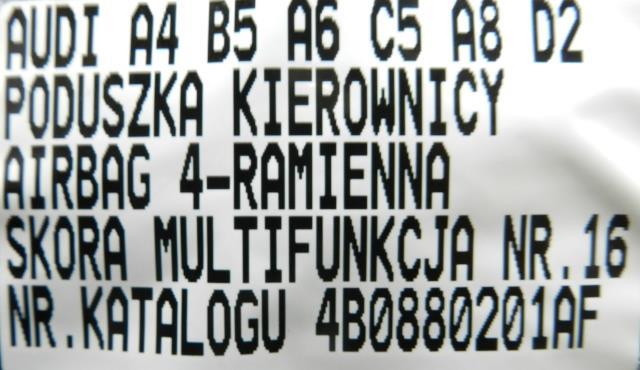 AUDI A4 B5 A6 C5 A8 D2
PODUSZKA KIEROWNICY
AIRBAG 4-RAMIENNA
SKORA MULTIFUNKCJA NR.16
NR.KATALOGU 4B0880201AF